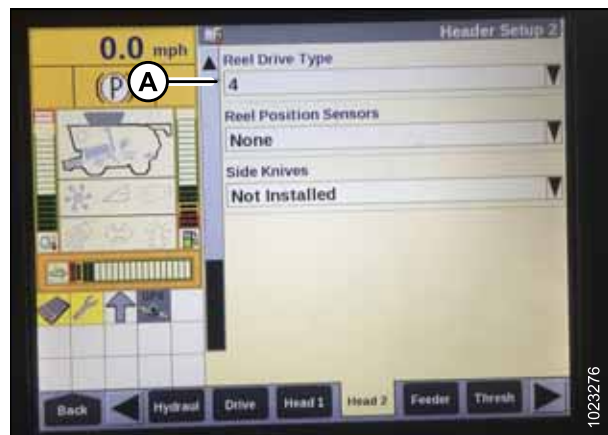 0.0 mph
Header Setup 2
(P)
A
Reel Drive Type
4
Reel Position Sensors
None
Side Knives
Not Installed
GPS
Back
Hydraul
Drive
Head 1
Head 2
Feeder
Thresh
1023276